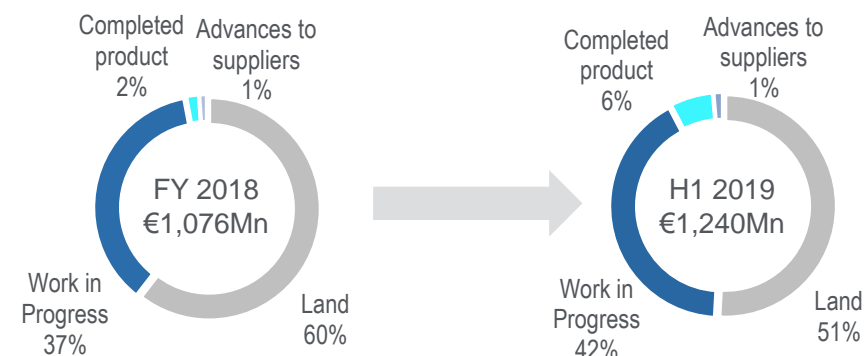 Completed
product
2%
Advances to
suppliers
1%
FY 2018
€1,076Mn
Work in
Progress
37%
Land
60%
Completed
product
6%
Advances to
suppliers
1%
H1 2019
€1,240Mn
Work in
Progress
42%
Land
51%